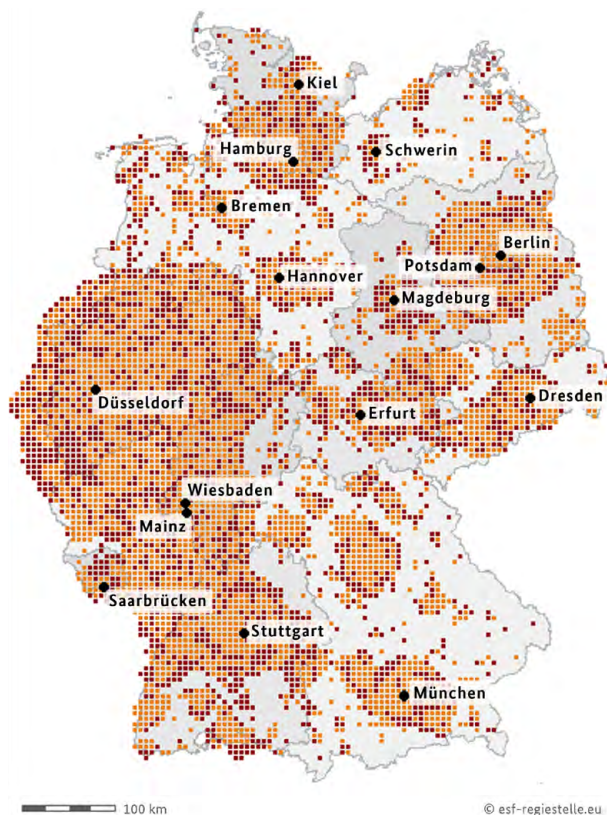 Kiel
Hamburg
Schwerin
Bremen
Berlin
Potsdam
Hannover
Magdeburg
Düsseldorf
Dresden
Erfurt
Wiesbaden
Mainz
Saarbrücken
Stuttgart
München
100 km
© esf-regiestelle.eu